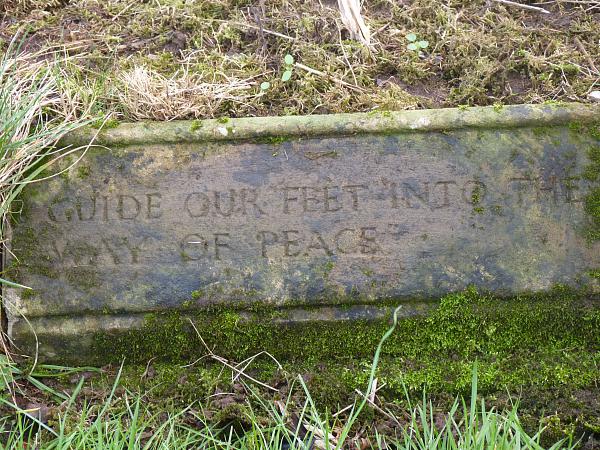 GUIDE OUR FEET INTO THE
WAY OF PEACE